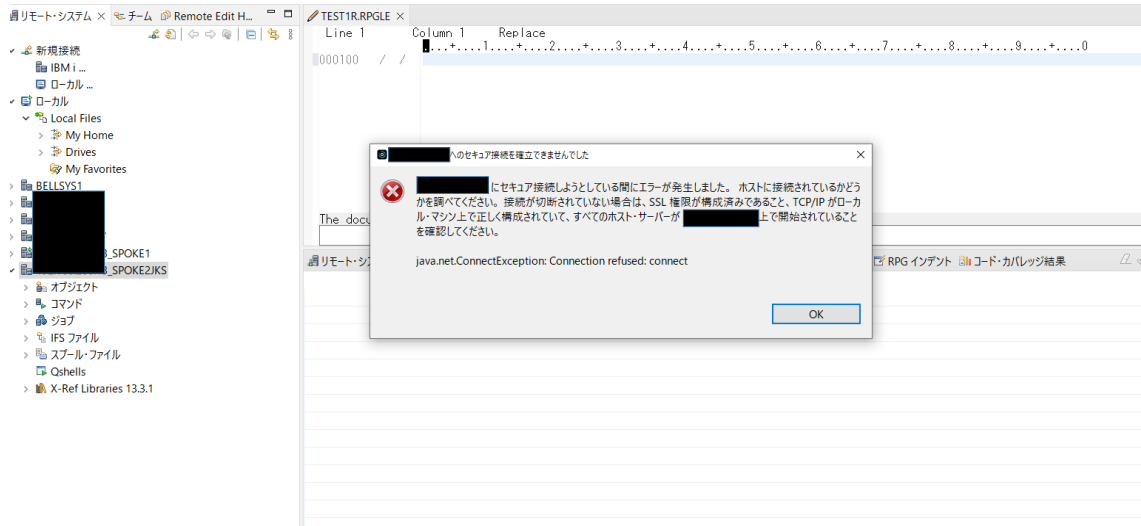 リモート・システム
チーム
Remote Edit H...
TEST1R.RPGLE
新規接続
IBM i ...
ローカル ...
ローカル
Local Files
My Home
Drives
My Favorites
BELLSYS1
_SPOKE1
_SPOKE2JKS
オブジェクト
コマンド
ジョブ
IFS ファイル
スプール・ファイル
Qshells
X-Ref Libraries 13.3.1
Line 1 Column 1 Replace
...+....1....+....2....+....3....+....4....+....5....+....6....+....7....+....8....+....9....+....0
000100 / /
へのセキュア接続を確立できませんでした
にセキュア接続しようとしている間にエラーが発生しました。 ホストに接続されているかどう
かを調べてください。接続が切断されていない場合は、SSL 権限が構成済みであること、TCP/IP がローカ
ル・マシン上で正しく構成されていて、すべてのホスト・サーバーが 上で開始されていること
を確認してください。
java.net.ConnectException: Connection refused: connect
OK
The docu
リモート・シ
RPG インデント
コード・カバレッジ結果